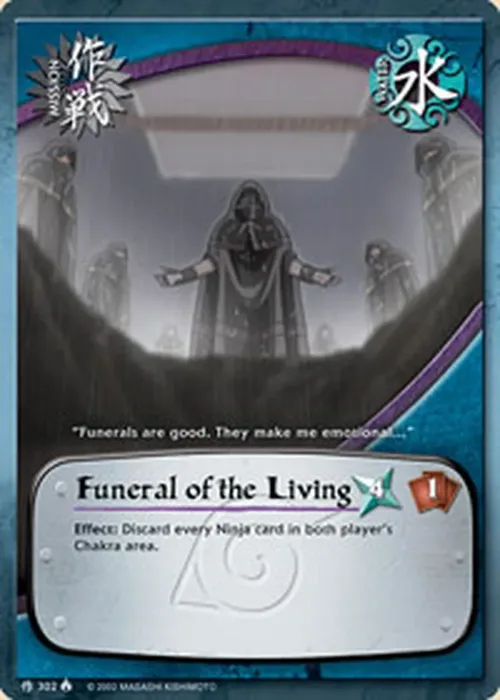 作戦
MISSION
水
WATER
"Funerals are good. They make me emotional..."
Funeral of the Living 4 1
Effect: Discard every Ninja card in both player's
Chakra area.
302 © 2002 MASASHI KISHIMOTO